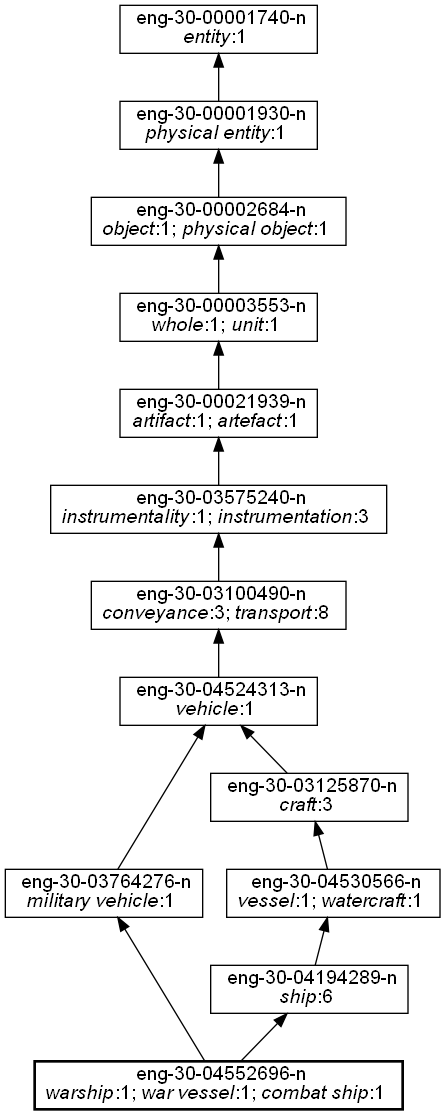 eng-30-00001740-n
entity:1
eng-30-00001930-n
physical entity:1
eng-30-00002684-n
object:1; physical object:1
eng-30-00003553-n
whole:1; unit:1
eng-30-00021939-n
artifact:1; artefact:1
eng-30-03575240-n
instrumentality:1; instrumentation:3
eng-30-03100490-n
conveyance:3; transport:8
eng-30-04524313-n
vehicle:1
eng-30-03125870-n
craft:3
eng-30-03764276-n
military vehicle:1
eng-30-04530566-n
vessel:1; watercraft:1
eng-30-04194289-n
ship:6
eng-30-04552696-n
warship:1; war vessel:1; combat ship:1